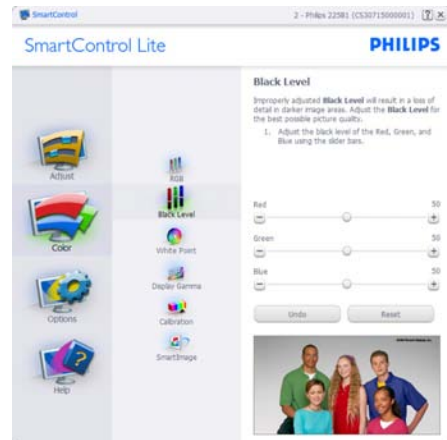 SmartControl
2 - Philips 225B1 (CS30715000001)
SmartControl Lite
PHILIPS
Adjust
Color
Options
Help
RGB
Black Level
White Point
Display Gamma
Calibration
SmartImage
Black Level
Improperly adjusted Black Level will result in a loss of
detail in darker image areas. Adjust the Black Level for
the best possible picture quality.
1. Adjust the black level of the Red, Green, and
Blue using the slider bars.
Red 50
Green 50
Blue 50
Undo
Reset